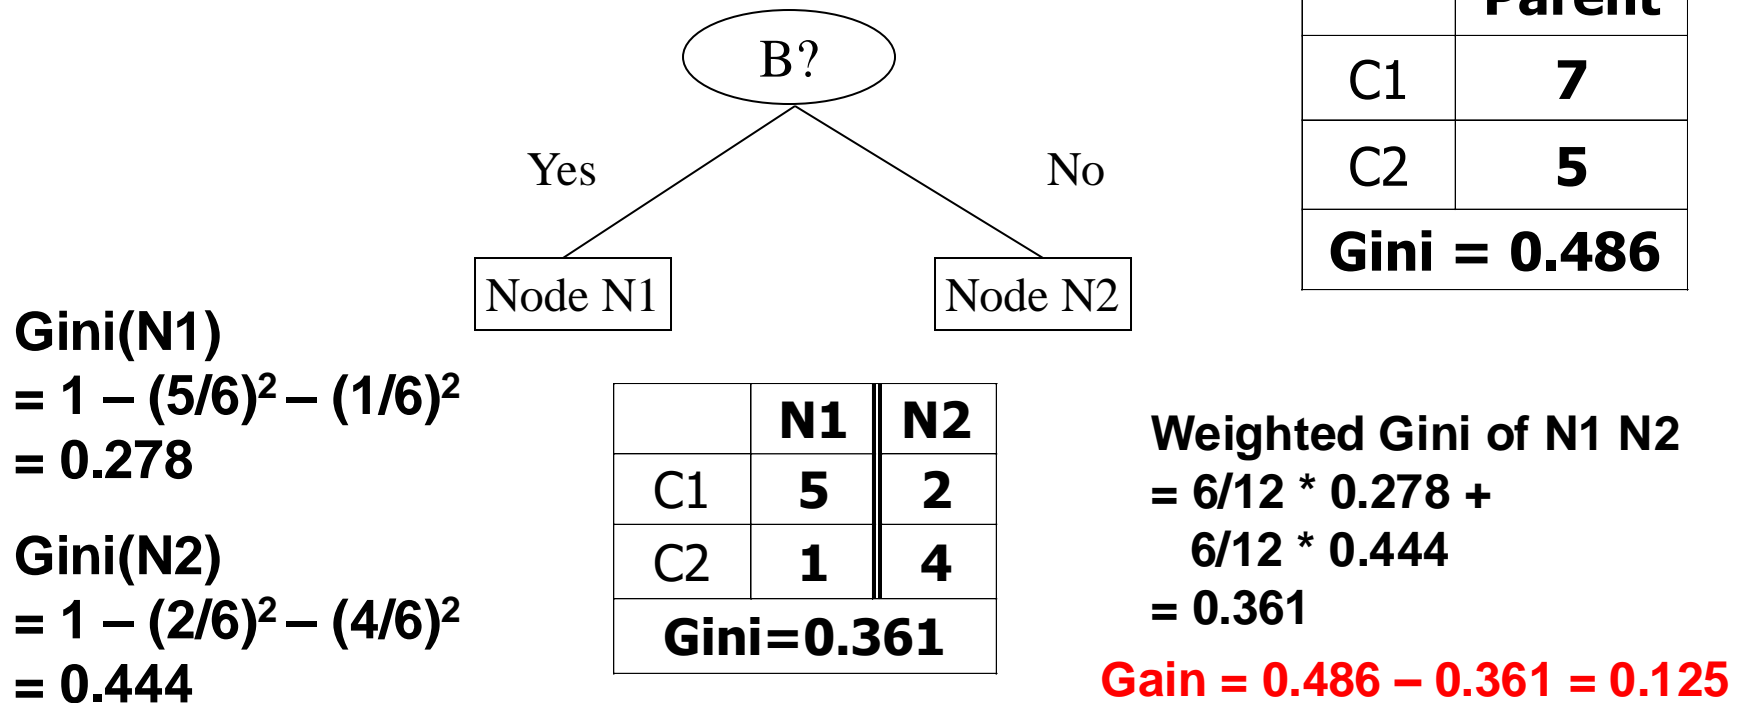 Parent
B?
C1 7
Yes No
C2 5
Gini = 0.486
Node N1 Node N2
Gini(N1)
= 1 – (5/6)² – (1/6)²
= 0.278
N1 N2
C1 5 2
C2 1 4
Gini=0.361
Gini(N2)
= 1 – (2/6)² – (4/6)²
= 0.444
Weighted Gini of N1 N2
= 6/12 * 0.278 +
6/12 * 0.444
= 0.361
Gain = 0.486 – 0.361 = 0.125